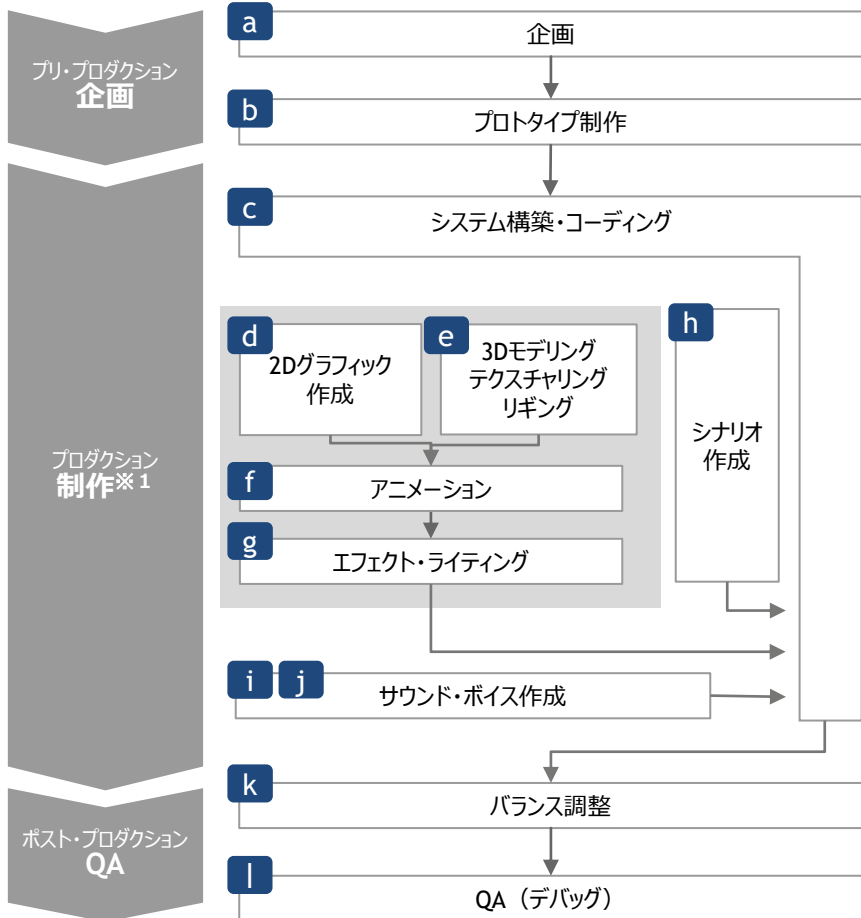 プリ・プロダクション
企画
a
企画
b
プロトタイプ制作
プロダクション
制作※1
c
システム構築・コーディング
d
2Dグラフィック
作成
e
3Dモデリング
テクスチャリング
リギング
h
シナリオ
作成
f
アニメーション
g
エフェクト・ライティング
i j
サウンド・ボイス作成
ポスト・プロダクション
QA
k
バランス調整
l
QA（デバッグ）